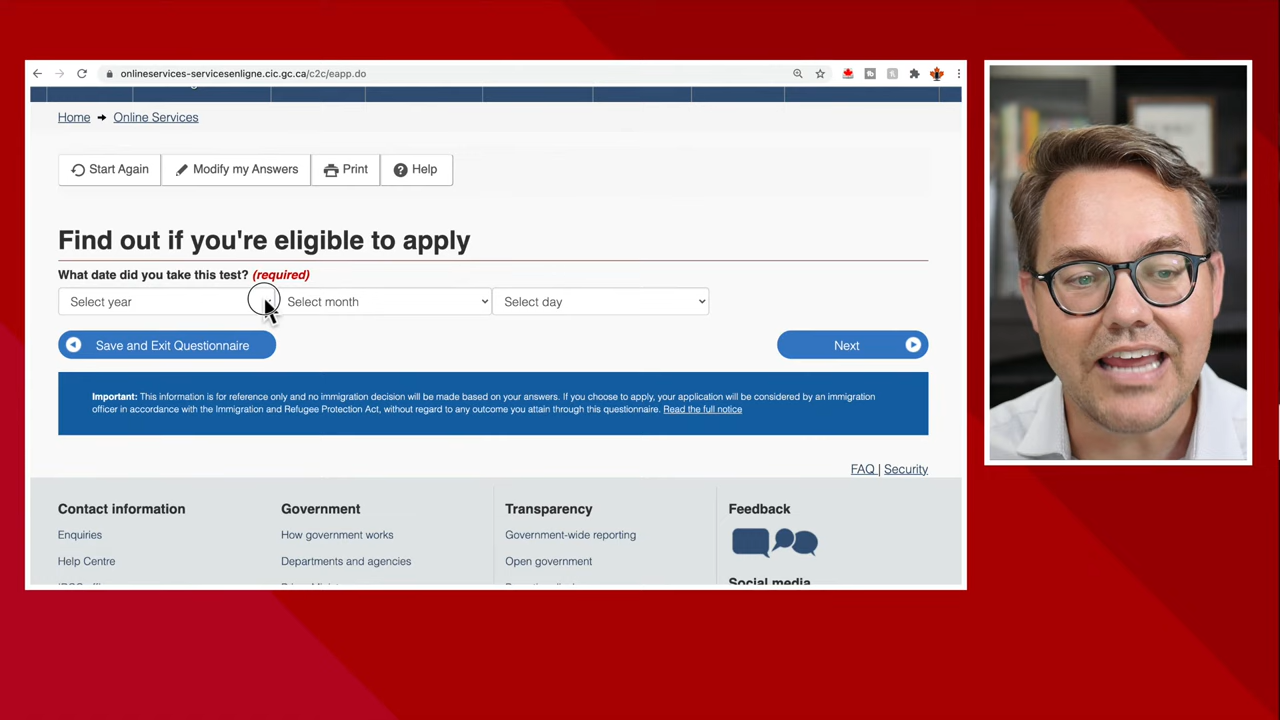 onlineservices-servicesenligne.cic.gc.ca/c2c/eapp.do
Home ➜ Online Services
Start Again Modify my Answers Print Help
Find out if you're eligible to apply
What date did you take this test? (required)
Select year Select month Select day
Save and Exit Questionnaire Next
Important: This information is for reference only and no immigration decision will be made based on your answers. If you choose to apply, your application will be considered by an immigration
officer in accordance with the Immigration and Refugee Protection Act, without regard to any outcome you attain through this questionnaire. Read the full notice
FAQ | Security
Contact information Government Transparency Feedback
Enquiries How government works Government-wide reporting
Help Centre Departments and agencies Open government
Social media